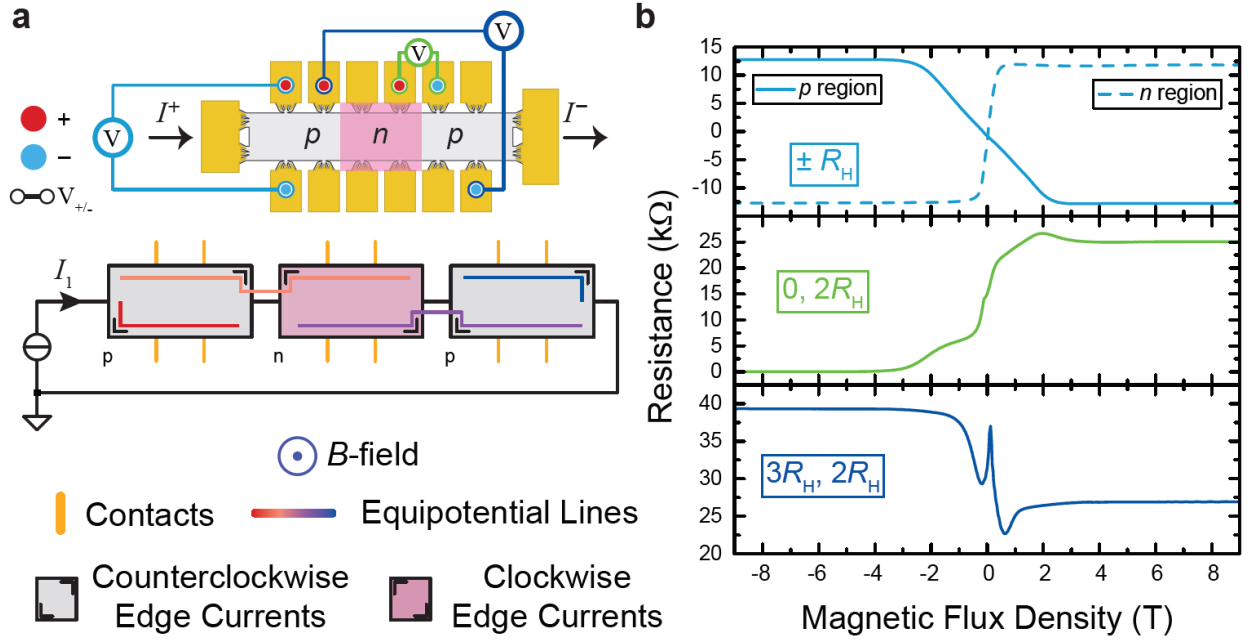 a
I⁺
I⁻
V
V
V
+
−
V+/-
p
n
p
I₁
p
n
p
B-field
Contacts
Equipotential Lines
Counterclockwise
Edge Currents
Clockwise
Edge Currents
b
15
10
5
0
-5
-10
p region
n region
± RH
25
20
15
10
5
0
0, 2RH
40
35
30
25
20
3RH, 2RH
Resistance (kΩ)
-8
-6
-4
-2
0
2
4
6
8
Magnetic Flux Density (T)